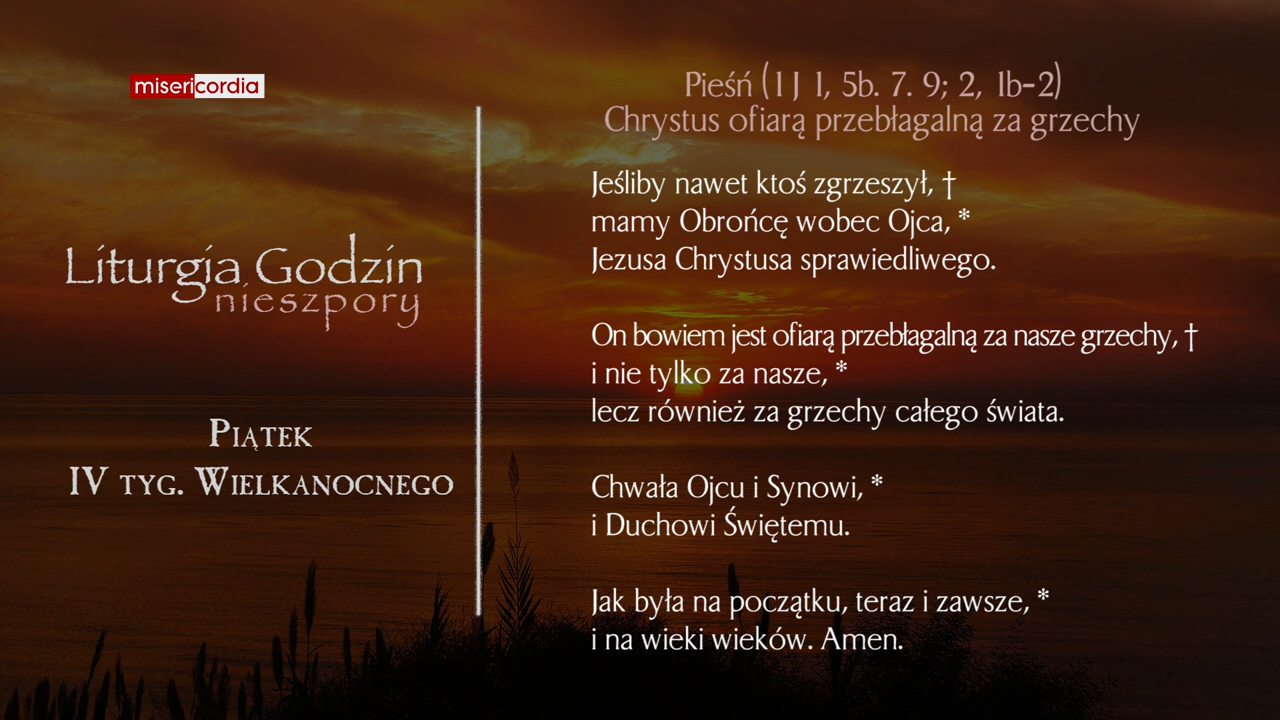 misericordia
Liturgia Godzin
nieszpory
Piątek
IV tyg. Wielkanocnego
Pieśń (1 J 1, 5b. 7. 9; 2, 1b-2)
Chrystus ofiarą przebłagalną za grzechy
Jeśliby nawet ktoś zgrzeszył, †
mamy Obrońcę wobec Ojca, *
Jezusa Chrystusa sprawiedliwego.
On bowiem jest ofiarą przebłagalną za nasze grzechy, †
i nie tylko za nasze, *
lecz również za grzechy całego świata.
Chwała Ojcu i Synowi, *
i Duchowi Świętemu.
Jak była na początku, teraz i zawsze, *
i na wieki wieków. Amen.